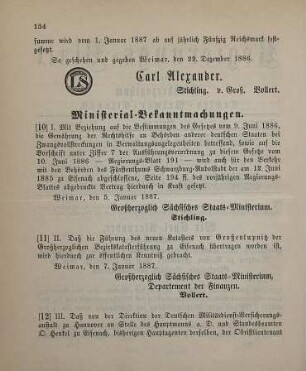 154
summe wird vom 1. Januar 1887 ab auf jährlich Fünfzig Reichsmark fest-
gesetzt.
So geschehen und gegeben Weimar, den 22. Dezember 1886.
Carl Alexander.
Stichling. v. Groß. Vollert.
Ministerial-Bekanntmachungen.
[10] I. Mit Beziehung auf die Bestimmungen des Gesetzes vom 9. Juni 1886,
die Gewährung der Rechtshülfe an Behörden anderer deutschen Staaten bei
Zwangsvollstreckungen in Verwaltungsangelegenheiten betreffend, sowie auf
die Vorschrift unter Ziffer 7 der Ausführungsverordnung zu diesem Gesetze vom
10. Juni 1886 — Regierungs-Blatt 191 — wird auch für den Verkehr
mit den Behörden des Fürstenthums Schwarzburg-Rudolstadt der am 12. Juni
1885 zu Eisenach abgeschlossene, Seite 194 ff. des vorjährigen Regierungs-
Blattes abgedruckte Vertrag hierdurch in Kraft gesetzt.
Weimar, den 5. Januar 1887.
Großherzoglich Sächsisches Staats-Ministerium.
Stichling.
[11] II. Daß die Führung des neuen Katasters von
Großherzoglichen Bezirkskatasterführung zu Eisenach übertragen worden ist,
wird hierdurch zur öffentlichen Kenntniß gebracht.
Weimar, den 7. Januar 1887.
Großherzoglich Sächsisches Staats-Ministerium,
Departement der Finanzen.
Vollert.
[12] III. Daß von der Direktion der Deutschen Militärdienst-Versicherungs-
anstalt zu Hannover an Stelle des Hauptmanns a. D. und Standesbeamten
O. Henkel zu Eisenach, bisherigen Hauptagenten derselben, der Obristlieutenant